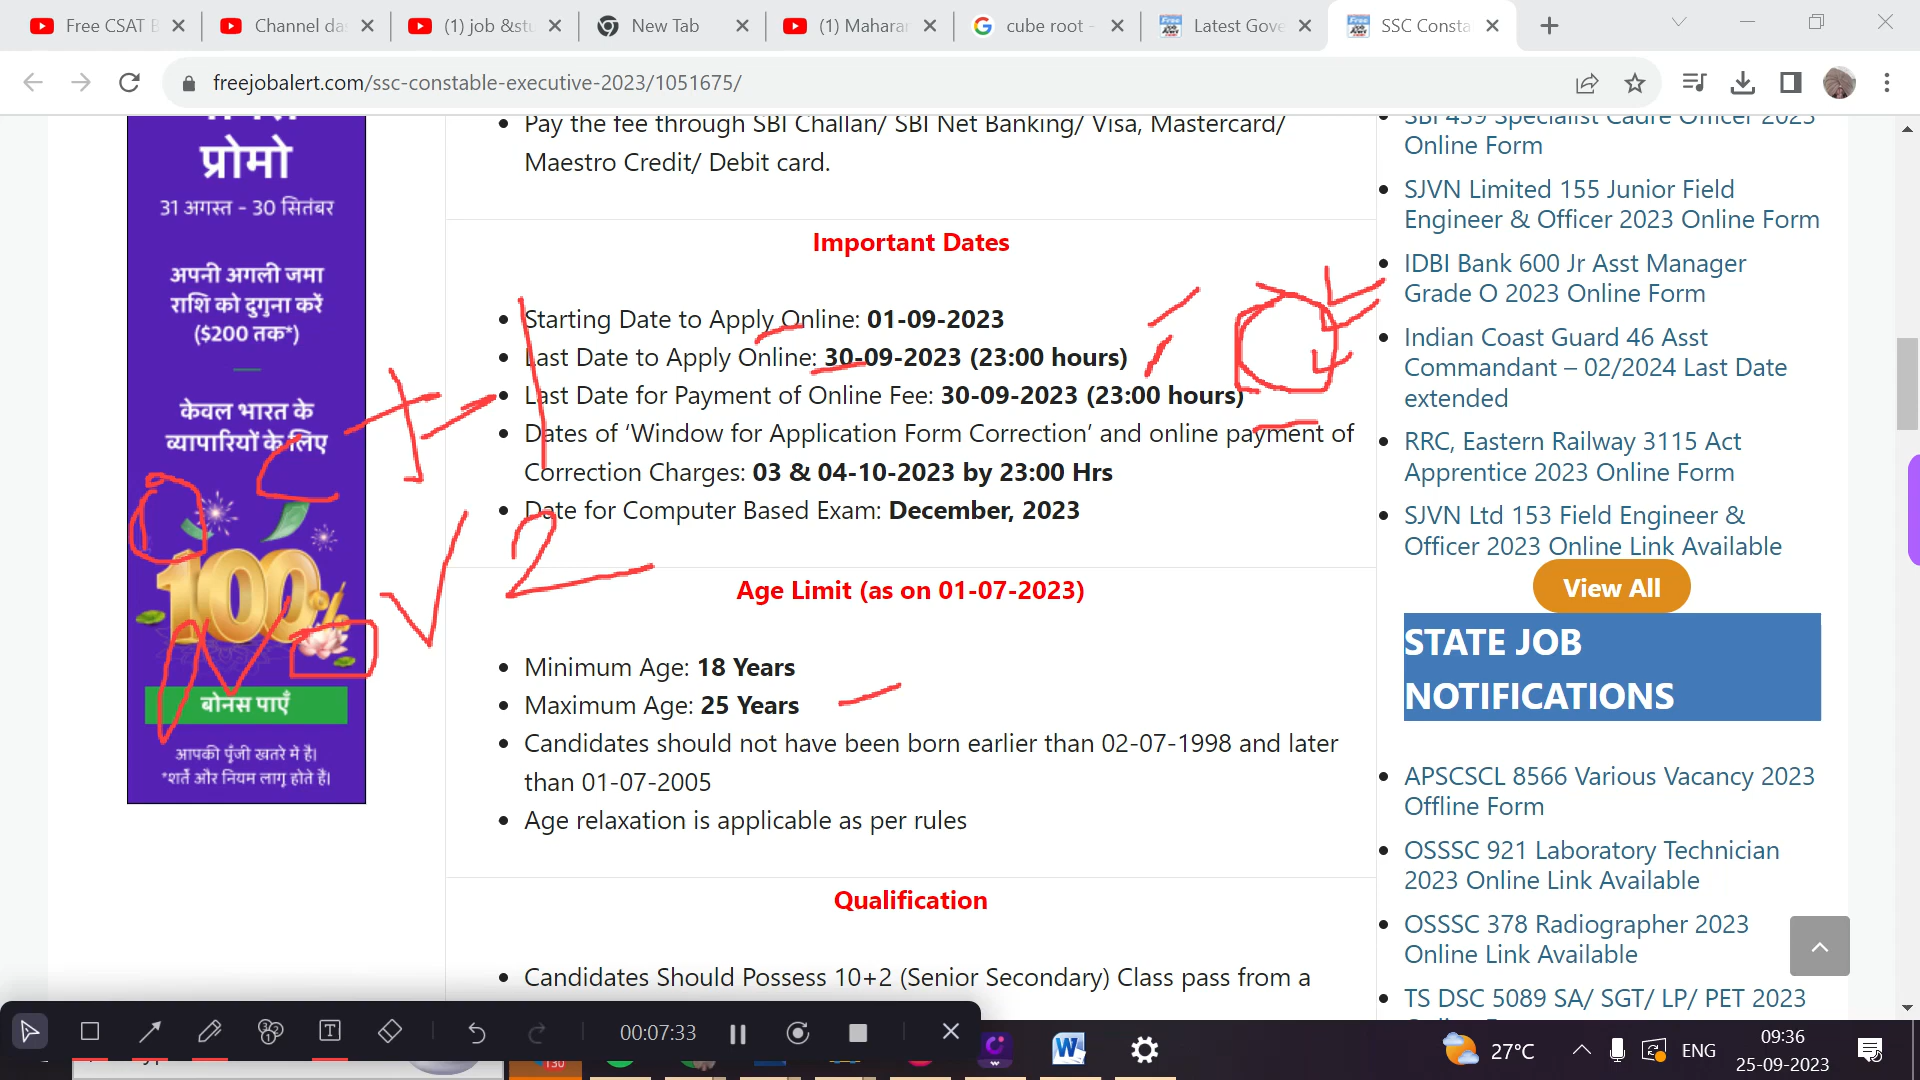 Free CSAT B
Channel da
(1) job &stu
New Tab
(1) Mahara
cube root -
Latest Gove
SSC Consta
freejobalert.com/ssc-constable-executive-2023/1051675/
प्रोमो
31 अगस्त - 30 सितंबर
अपनी अगली जमा
राशि को दुगुना करें
($200 तक*)
केवल भारत के
व्यापारियों के लिए
100%
बोनस पाएँ
आपकी पूँजी खतरे में है।
*शर्तें और नियम लागू होते हैं।
Pay the fee through SBI Challan/ SBI Net Banking/ Visa, Mastercard/
Maestro Credit/ Debit card.
Important Dates
Starting Date to Apply Online: 01-09-2023
Last Date to Apply Online: 30-09-2023 (23:00 hours)
Last Date for Payment of Online Fee: 30-09-2023 (23:00 hours)
Dates of ‘Window for Application Form Correction’ and online payment of
Correction Charges: 03 & 04-10-2023 by 23:00 Hrs
Date for Computer Based Exam: December, 2023
+1
2
Age Limit (as on 01-07-2023)
Minimum Age: 18 Years
Maximum Age: 25 Years
Candidates should not have been born earlier than 02-07-1998 and later
than 01-07-2005
Age relaxation is applicable as per rules
Qualification
Candidates Should Possess 10+2 (Senior Secondary) Class pass from a
SBI 439 Specialist Cadre Officer 2023
Online Form
SJVN Limited 155 Junior Field
Engineer & Officer 2023 Online Form
IDBI Bank 600 Jr Asst Manager
Grade O 2023 Online Form
Indian Coast Guard 46 Asst
Commandant – 02/2024 Last Date
extended
RRC, Eastern Railway 3115 Act
Apprentice 2023 Online Form
SJVN Ltd 153 Field Engineer &
Officer 2023 Online Link Available
View All
STATE JOB
NOTIFICATIONS
APSCSCL 8566 Various Vacancy 2023
Offline Form
OSSSC 921 Laboratory Technician
2023 Online Link Available
OSSSC 378 Radiographer 2023
Online Link Available
TS DSC 5089 SA/ SGT/ LP/ PET 2023
00:07:33
130
27°C
ENG
09:36
25-09-2023